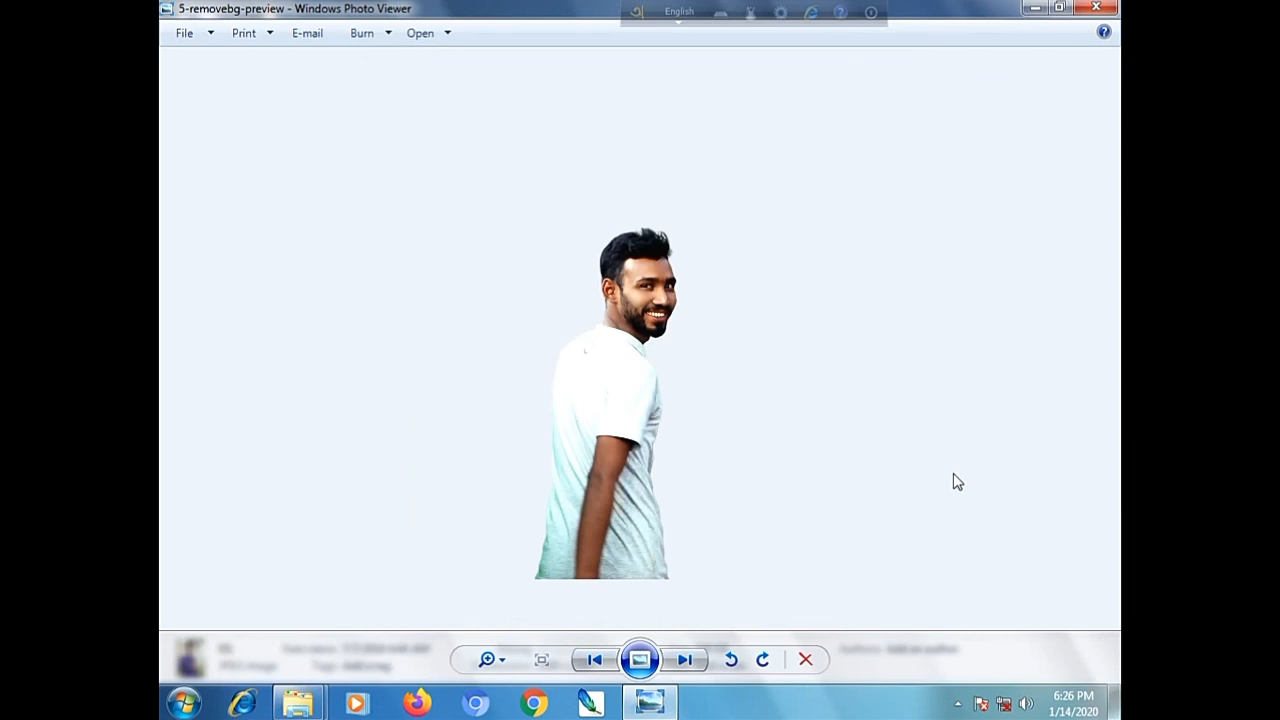 5-removebg-preview - Windows Photo Viewer
English
File Print E-mail Burn Open
6:26 PM
1/14/2020